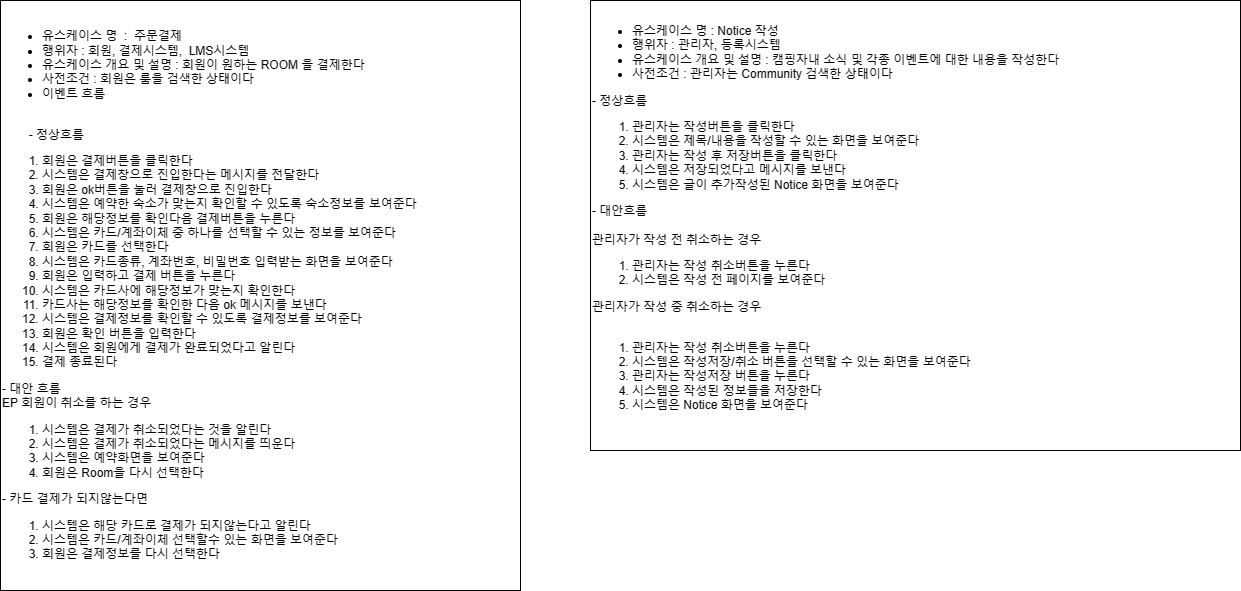 • 유스케이스 명 : 주문결제
• 행위자 : 회원, 결제시스템, LMS시스템
• 유스케이스 개요 및 설명 : 회원이 원하는 ROOM 을 결제한다
• 사전조건 : 회원은 룸을 검색한 상태이다
• 이벤트 흐름
- 정상흐름
1. 회원은 결제버튼을 클릭한다
2. 시스템은 결제창으로 진입한다는 메시지를 전달한다
3. 회원은 ok버튼을 눌러 결제창으로 진입한다
4. 시스템은 예약한 숙소가 맞는지 확인할 수 있도록 숙소정보를 보여준다
5. 회원은 해당정보를 확인다음 결제버튼을 누른다
6. 시스템은 카드/계좌이체 중 하나를 선택할 수 있는 정보를 보여준다
7. 회원은 카드를 선택한다
8. 시스템은 카드종류, 계좌번호, 비밀번호 입력받는 화면을 보여준다
9. 회원은 입력하고 결제 버튼을 누른다
10. 시스템은 카드사에 해당정보가 맞는지 확인한다
11. 카드사는 해당정보를 확인한 다음 ok 메시지를 보낸다
12. 시스템은 결제정보를 확인할 수 있도록 결제정보를 보여준다
13. 회원은 확인 버튼을 입력한다
14. 시스템은 회원에게 결제가 완료되었다고 알린다
15. 결제 종료된다
- 대안 흐름
EP 회원이 취소를 하는 경우
1. 시스템은 결제가 취소되었다는 것을 알린다
2. 시스템은 결제가 취소되었다는 메시지를 띄운다
3. 시스템은 예약화면을 보여준다
4. 회원은 Room을 다시 선택한다
- 카드 결제가 되지않는다면
1. 시스템은 해당 카드로 결제가 되지않는다고 알린다
2. 시스템은 카드/계좌이체 선택할수 있는 화면을 보여준다
3. 회원은 결제정보를 다시 선택한다
• 유스케이스 명 : Notice 작성
• 행위자 : 관리자, 등록시스템
• 유스케이스 개요 및 설명 : 캠핑자내 소식 및 각종 이벤트에 대한 내용을 작성한다
• 사전조건 : 관리자는 Community 검색한 상태이다
- 정상흐름
1. 관리자는 작성버튼을 클릭한다
2. 시스템은 제목/내용을 작성할 수 있는 화면을 보여준다
3. 관리자는 작성 후 저장버튼을 클릭한다
4. 시스템은 저장되었다고 메시지를 보낸다
5. 시스템은 글이 추가작성된 Notice 화면을 보여준다
- 대안흐름
관리자가 작성 전 취소하는 경우
1. 관리자는 작성 취소버튼을 누른다
2. 시스템은 작성 전 페이지를 보여준다
관리자가 작성 중 취소하는 경우
1. 관리자는 작성 취소버튼을 누른다
2. 시스템은 작성저장/취소 버튼을 선택할 수 있는 화면을 보여준다
3. 관리자는 작성저장 버튼을 누른다
4. 시스템은 작성된 정보들을 저장한다
5. 시스템은 Notice 화면을 보여준다